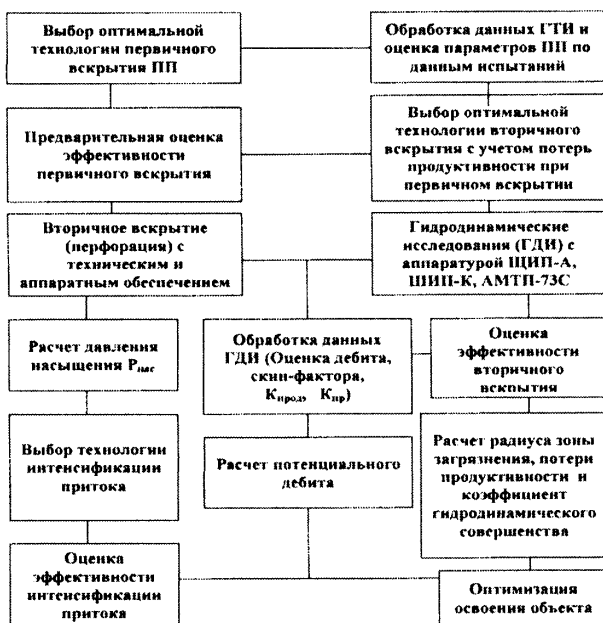 Выбор оптимальной
технологии первичного
вскрытия ПП
Обработка данных ГТИ и
оценка параметров ПП по
данным испытаний
Предварительная оценка
эффективности
первичного вскрытия
Выбор оптимальной
технологии вторичного
вскрытия с учетом потерь
продуктивности при
первичном вскрытии
Вторичное вскрытие
(перфорация) с
техническим и
аппаратным обеспечением
Гидродинамические
исследования (ГДИ) с
аппаратурой ЩИП-А,
ШИП-К, АМТП-73С
Расчет давления
насыщения Рнас
Обработка данных
ГДИ (Оценка дебита,
скин-фактора,
Кпрод, Кпр)
Оценка
эффективности
вторичного
вскрытия
Выбор технологии
интенсификации
притока
Расчет потенциального
дебита
Расчет радиуса зоны
загрязнения, потери
продуктивности и
коэффициент
гидродинамического
совершенства
Оценка
эффективности
интенсификации
притока
Оптимизация
освоения объекта